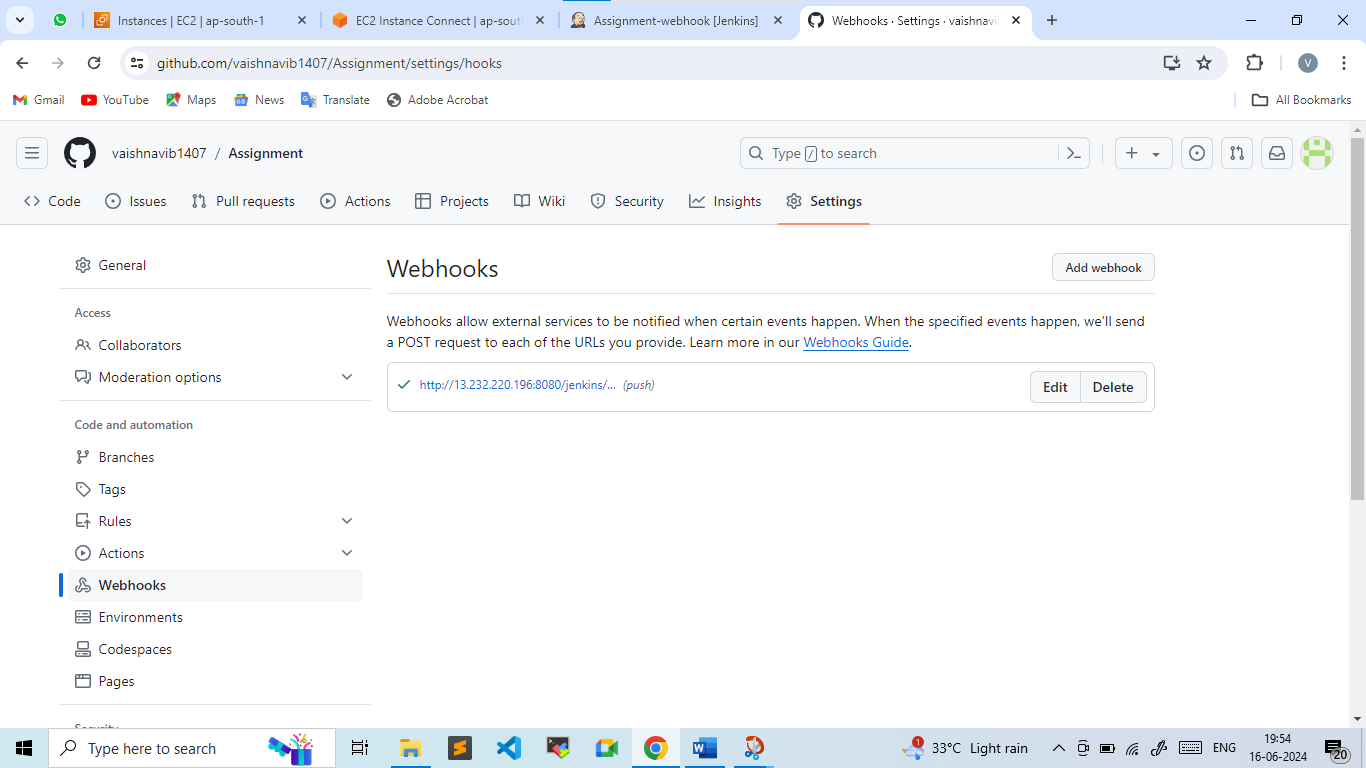 Instances | EC2 | ap-south-1
EC2 Instance Connect | ap-sout
Assignment-webhook [Jenkins]
Webhooks · Settings · vaishnavi
github.com/vaishnavib1407/Assignment/settings/hooks
V
Gmail
YouTube
Maps
News
Translate
Adobe Acrobat
All Bookmarks
vaishnavib1407 / Assignment
Type / to search
Code
Issues
Pull requests
Actions
Projects
Wiki
Security
Insights
Settings
General
Access
Collaborators
Moderation options
Code and automation
Branches
Tags
Rules
Actions
Webhooks
Environments
Codespaces
Pages
Security
Webhooks
Add webhook
Webhooks allow external services to be notified when certain events happen. When the specified events happen, we'll send
a POST request to each of the URLs you provide. Learn more in our Webhooks Guide.
http://13.232.220.196:8080/jenkins/... (push)
Edit
Delete
Type here to search
1
33°C Light rain
ENG
19:54
16-06-2024
20